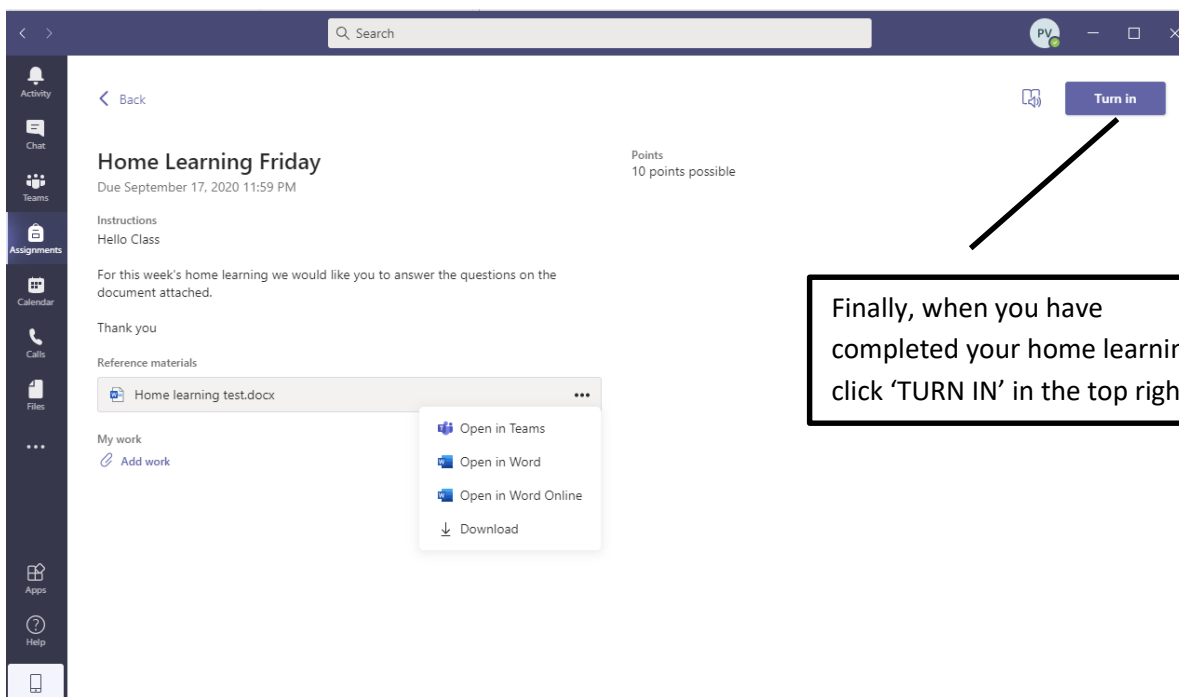 Search
PV
Activity
Chat
Teams
Assignments
Calendar
Calls
Files
Apps
Help
Back
Turn in
Home Learning Friday
Due September 17, 2020 11:59 PM
Points
10 points possible
Instructions
Hello Class
For this week's home learning we would like you to answer the questions on the
document attached.
Thank you
Reference materials
Home learning test.docx
Open in Teams
Open in Word
Open in Word Online
Download
My work
Add work
Finally, when you have
completed your home
click ‘TURN IN’ in the top